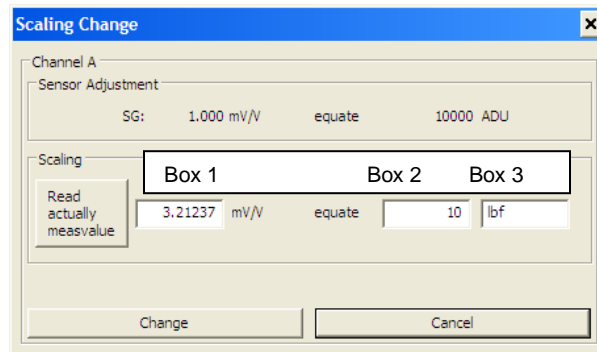 Scaling Change
Channel A
Sensor Adjustment
SG: 1.000 mV/V equate 10000 ADU
Scaling
Box 1 Box 2 Box 3
Read
actually
measvalue
3.21237 mV/V equate 10 lbf
Change Cancel